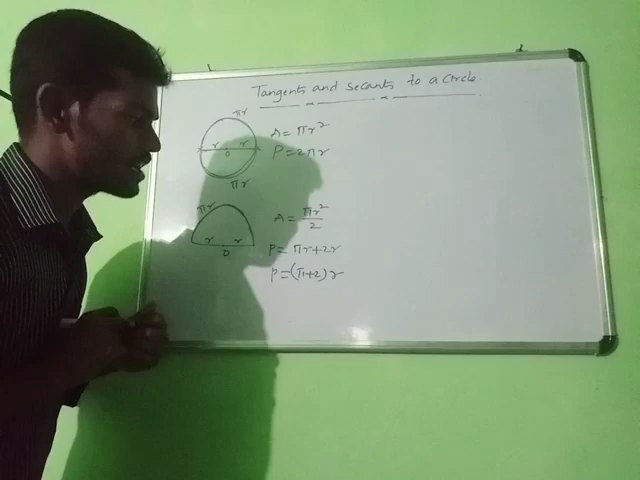 Tangents and secants to a circle.
πr
r r
O
πr
A = πr²
P = 2πr
πr
r r
O
A = πr²/2
P = πr+2r
P = (π+2)r